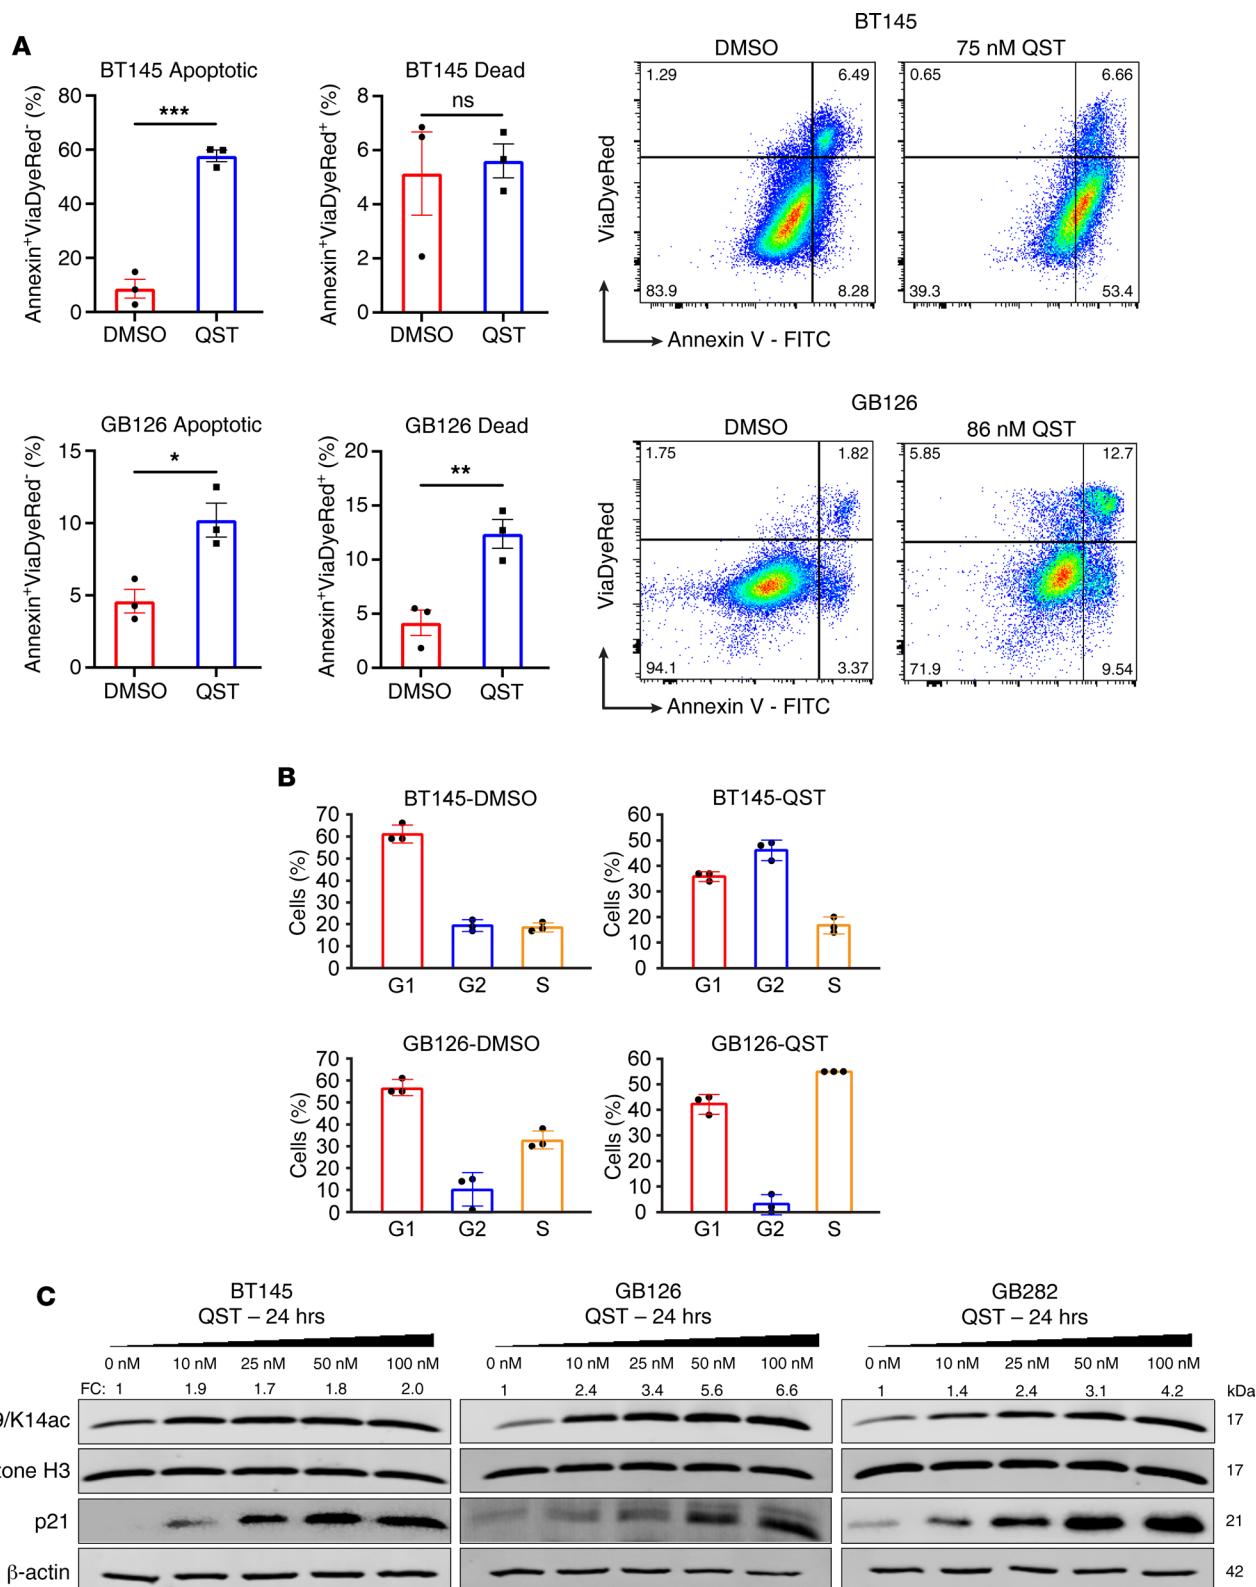 A
BT145 Apoptotic
Annexin⁺ViaDyeRed⁻ (%)
80
60
40
20
0
***
DMSO QST
BT145 Dead
Annexin⁺ViaDyeRed⁺ (%)
8
6
4
2
0
ns
DMSO QST
BT145
DMSO 75 nM QST
1.29 6.49
83.9 8.28
0.65 6.66
39.3 53.4
ViaDyeRed
Annexin V - FITC
GB126 Apoptotic
Annexin⁺ViaDyeRed⁻ (%)
15
10
5
0
*
DMSO QST
GB126 Dead
Annexin⁺ViaDyeRed⁺ (%)
20
15
10
5
0
**
DMSO QST
GB126
DMSO 86 nM QST
1.75 1.82
94.1 3.37
5.85 12.7
71.9 9.54
ViaDyeRed
Annexin V - FITC
B
BT145-DMSO
Cells (%)
70
60
50
40
30
20
10
0
G1 G2 S
BT145-QST
Cells (%)
60
50
40
30
20
10
0
G1 G2 S
GB126-DMSO
Cells (%)
70
60
50
40
30
20
10
0
G1 G2 S
GB126-QST
Cells (%)
60
50
40
30
20
10
0
G1 G2 S
C
BT145
QST – 24 hrs
0 nM 10 nM 25 nM 50 nM 100 nM
FC: 1 1.9 1.7 1.8 2.0
GB126
QST – 24 hrs
0 nM 10 nM 25 nM 50 nM 100 nM
1 2.4 3.4 5.6 6.6
GB282
QST – 24 hrs
0 nM 10 nM 25 nM 50 nM 100 nM
1 1.4 2.4 3.1 4.2
kDa
9/K14ac 17
one H3 17
p21 21
β-actin 42